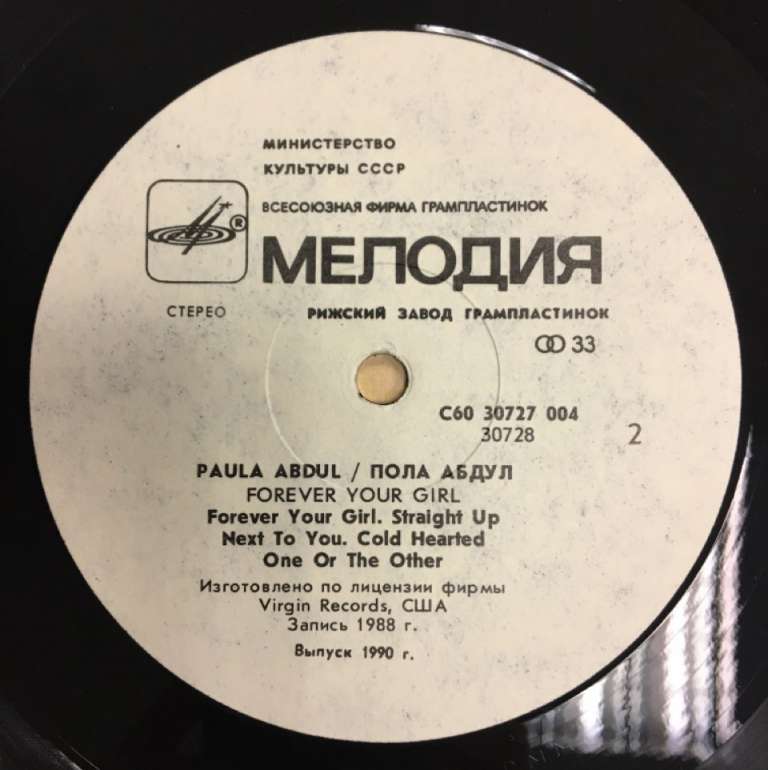 МИНИСТЕРСТВО
КУЛЬТУРЫ СССР
ВСЕСОЮЗНАЯ ФИРМА ГРАМПЛАСТИНОК
®
МЕЛОДИЯ
СТЕРЕО
РИЖСКИЙ ЗАВОД ГРАМПЛАСТИНОК
33
С60 30727 004
30728
2
PAULA ABDUL / ПОЛА АБДУЛ
FOREVER YOUR GIRL
Forever Your Girl. Straight Up
Next To You. Cold Hearted
One Or The Other
Изготовлено по лицензии фирмы
Virgin Records, США
Запись 1988 г.
Выпуск 1990 г.